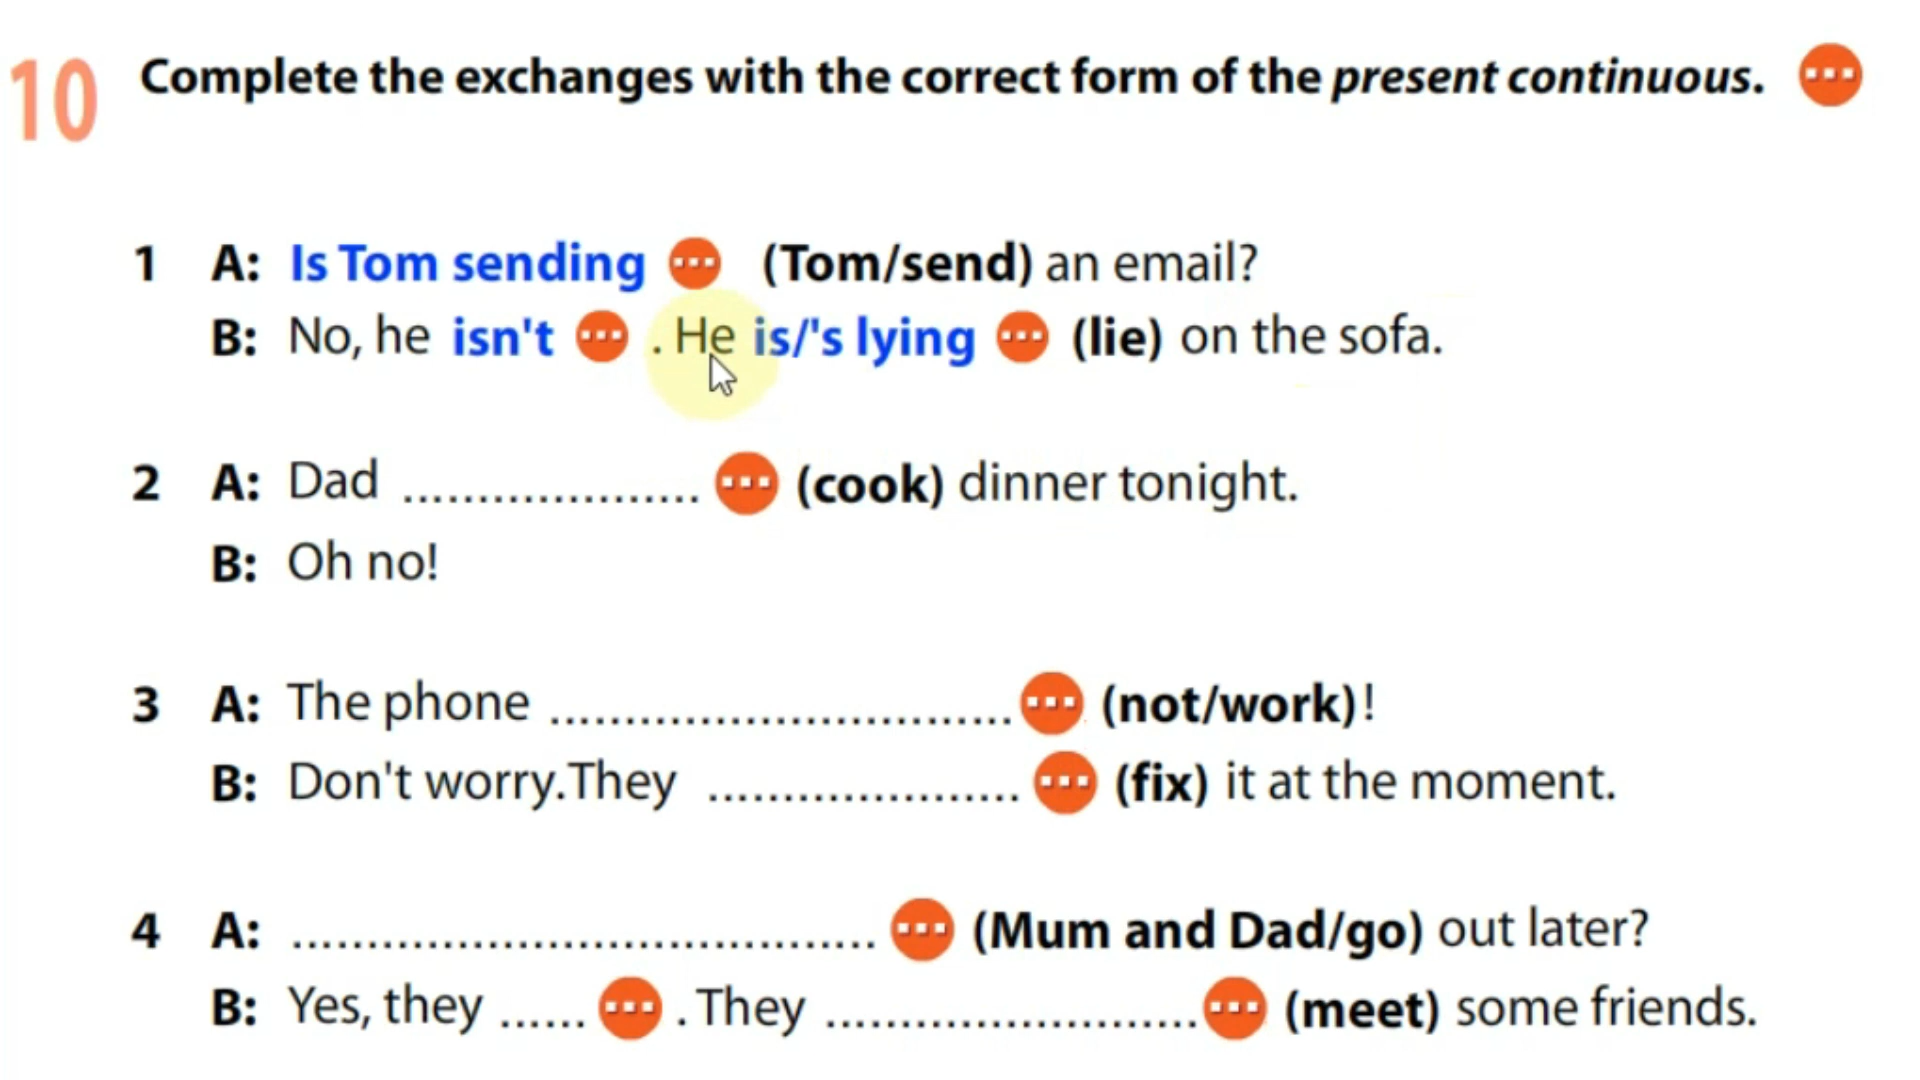 10 Complete the exchanges with the correct form of the present continuous.
1 A: Is Tom sending (Tom/send) an email?
B: No, he isn't . He is/'s lying (lie) on the sofa.
2 A: Dad .................... (cook) dinner tonight.
B: Oh no!
3 A: The phone ............................... (not/work)!
B: Don't worry.They ..................... (fix) it at the moment.
4 A: ....................................... (Mum and Dad/go) out later?
B: Yes, they ...... . They ......................... (meet) some friends.